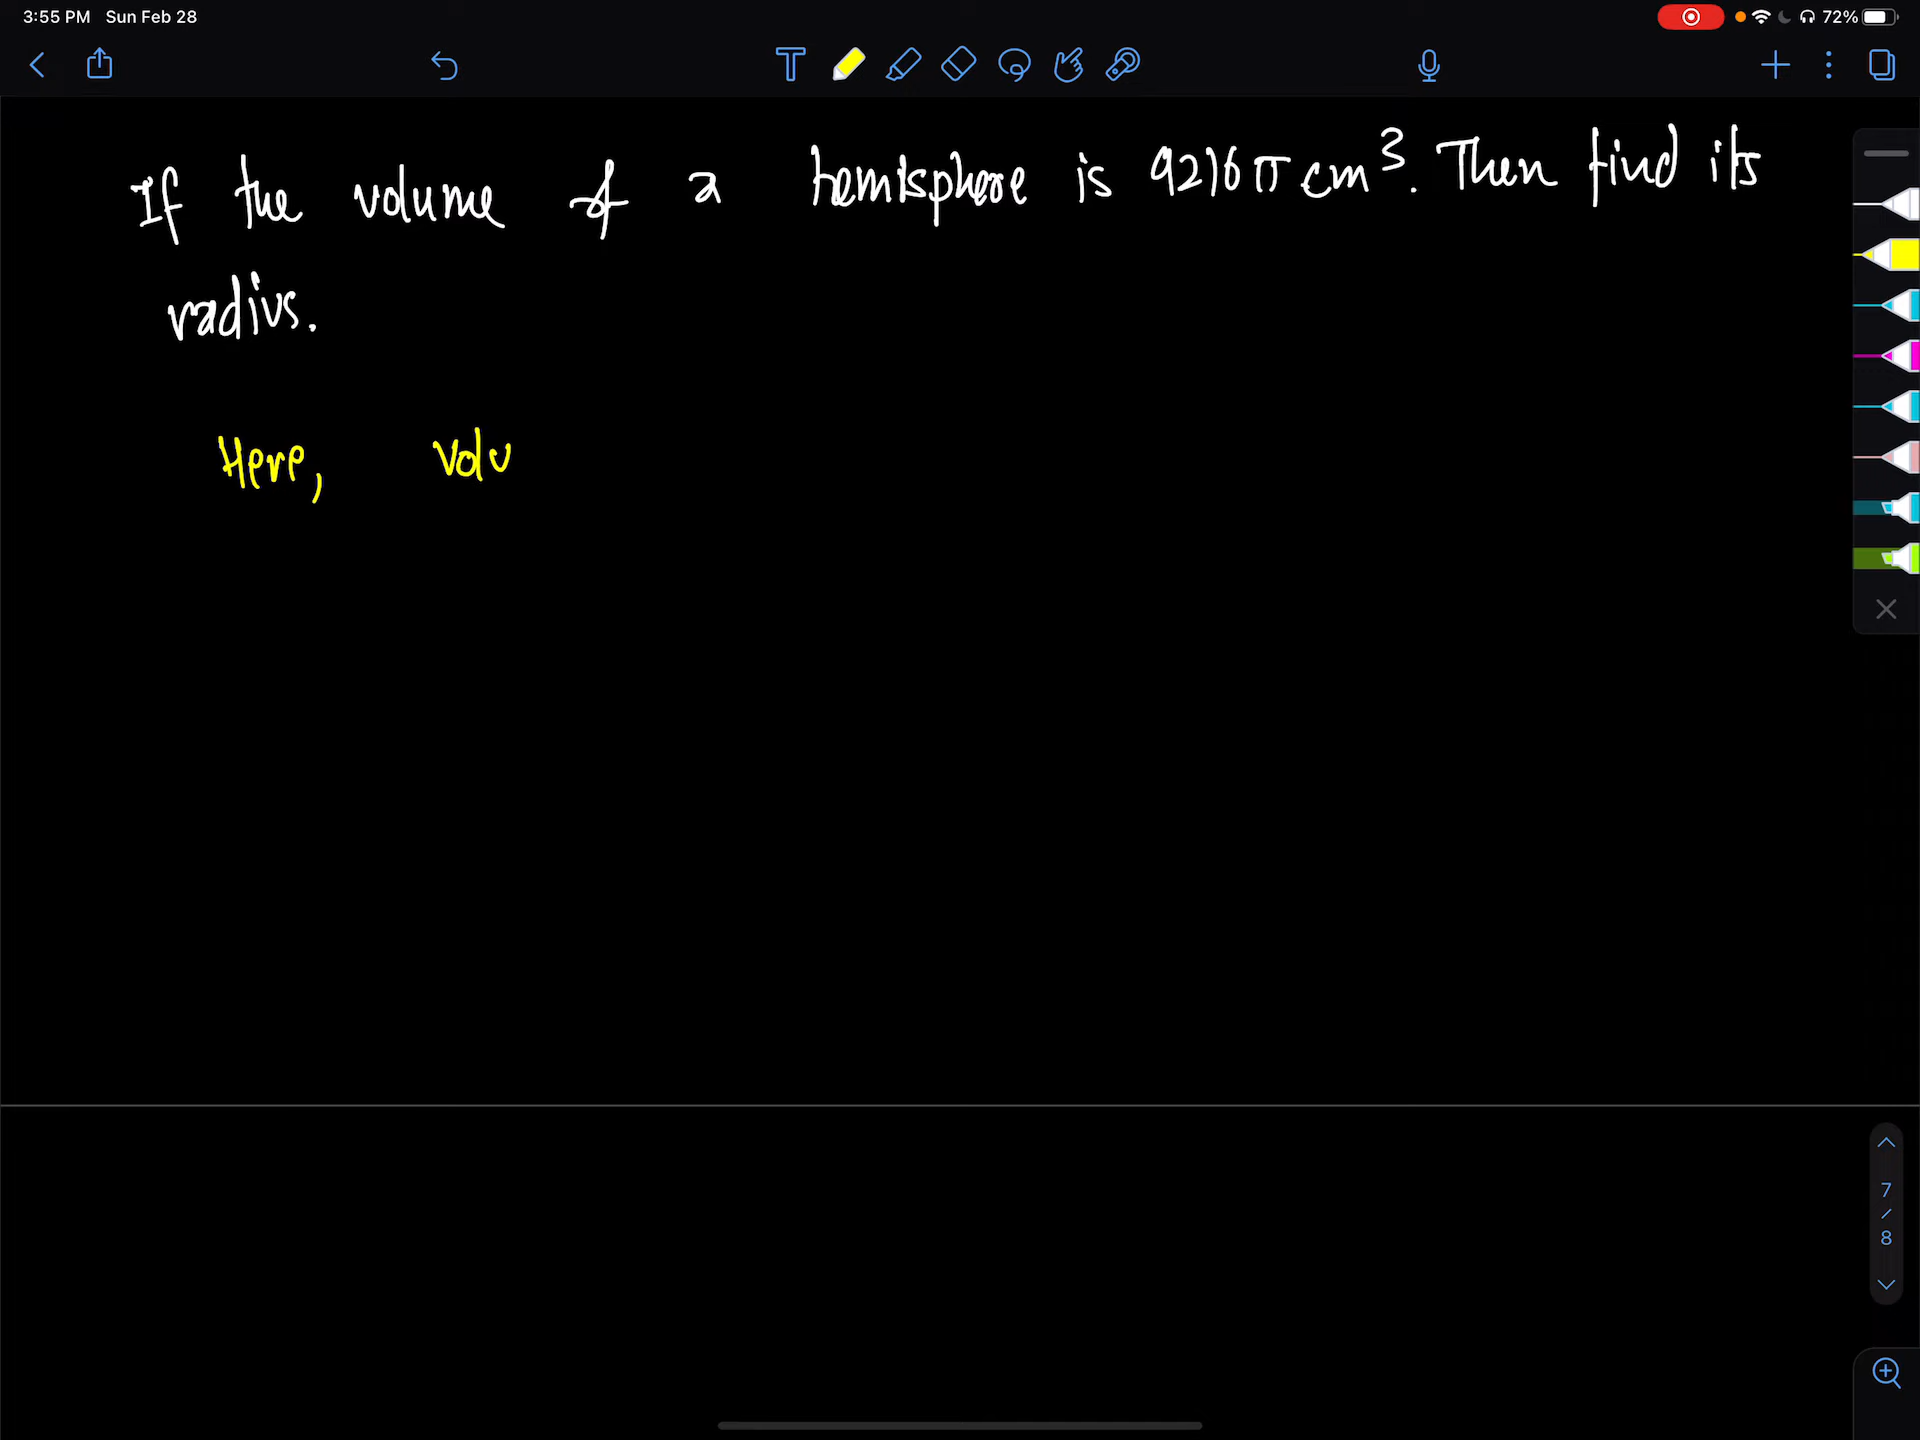 3:55 PM Sun Feb 28
72%
If the volume of a hemisphere is 9216π cm³. Then find its
radius.
Here, volu
7
/
8